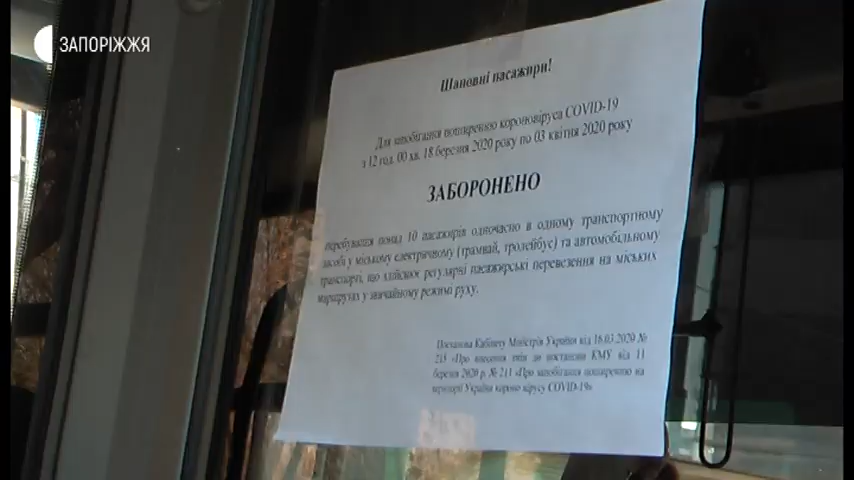 ЗАПОРІЖЖЯ
Шановні пасажири!
Для запобігання поширенню короновіруса COVID-19
з 12 год. 00 хв. 18 березня 2020 року по 03 квітня 2020 року
ЗАБОРОНЕНО
перебування понад 10 пасажирів одночасно в одному транспортному
засобі у міському електричному (трамвай, тролейбус) та автомобільному
транспорті, що здійснює регулярні пасажирські перевезення на міських
маршрутах у звичайному режимі руху.
Постанова Кабінету Міністрів України від 16.03.2020 №
215 «Про внесення змін до постанови КМУ від 11
березня 2020 р. № 211 «Про запобігання поширенню на
території України короно вірусу COVID-19»